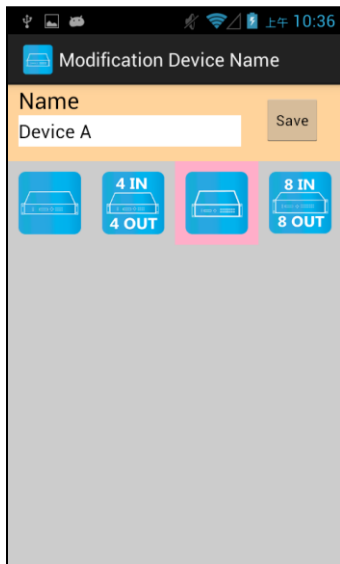 上午 10:36
Modification Device Name
Name
Device A
Save
4 IN
4 OUT
8 IN
8 OUT